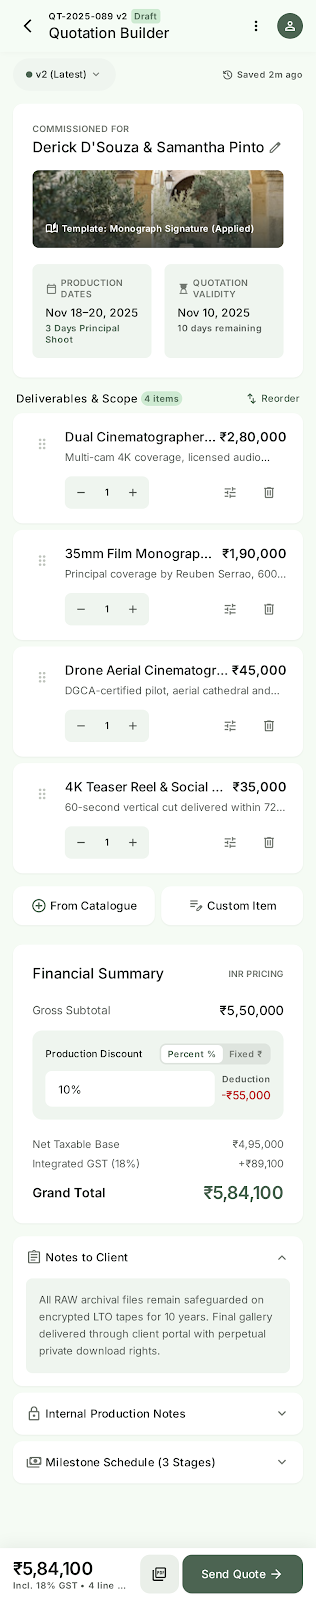 QT-2025-089 v2 Draft
Quotation Builder
v2 (Latest)
Saved 2m ago
COMMISSIONED FOR
Derick D'Souza & Samantha Pinto
Template: Monograph Signature (Applied)
PRODUCTION
DATES
Nov 18–20, 2025
3 Days Principal
Shoot
QUOTATION
VALIDITY
Nov 10, 2025
10 days remaining
Deliverables & Scope 4 items
Reorder
Dual Cinematographer... ₹2,80,000
Multi-cam 4K coverage, licensed audio...
− 1 +
35mm Film Monograp... ₹1,90,000
Principal coverage by Reuben Serrao, 600...
− 1 +
Drone Aerial Cinematogr... ₹45,000
DGCA-certified pilot, aerial cathedral and...
− 1 +
4K Teaser Reel & Social ... ₹35,000
60-second vertical cut delivered within 72...
− 1 +
From Catalogue
Custom Item
Financial Summary
INR PRICING
Gross Subtotal ₹5,50,000
Production Discount
Percent % Fixed ₹
10%
Deduction
-₹55,000
Net Taxable Base ₹4,95,000
Integrated GST (18%) +₹89,100
Grand Total ₹5,84,100
Notes to Client
All RAW archival files remain safeguarded on
encrypted LTO tapes for 10 years. Final gallery
delivered through client portal with perpetual
private download rights.
Internal Production Notes
Milestone Schedule (3 Stages)
₹5,84,100
Incl. 18% GST • 4 line ...
PDF
Send Quote →